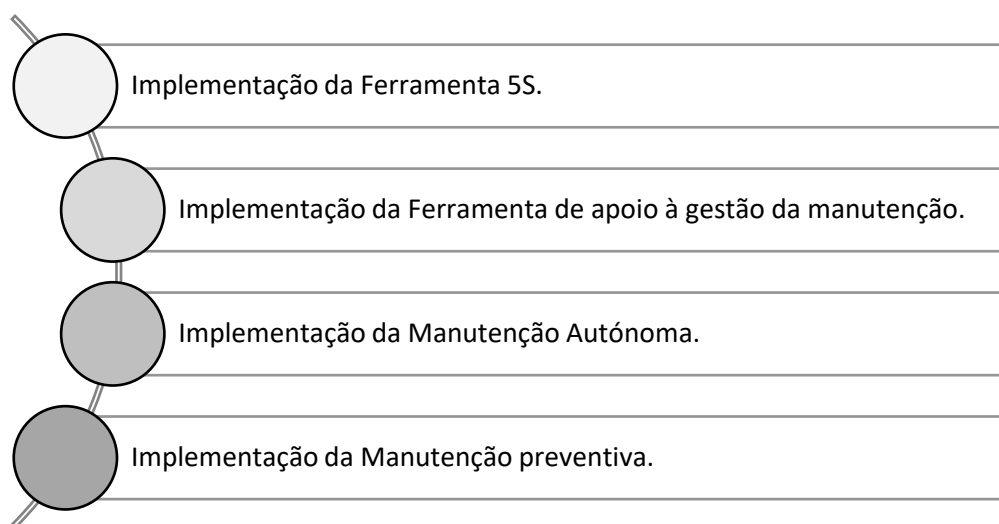 Implementação da Ferramenta 5S.
Implementação da Ferramenta de apoio à gestão da manutenção.
Implementação da Manutenção Autónoma.
Implementação da Manutenção preventiva.